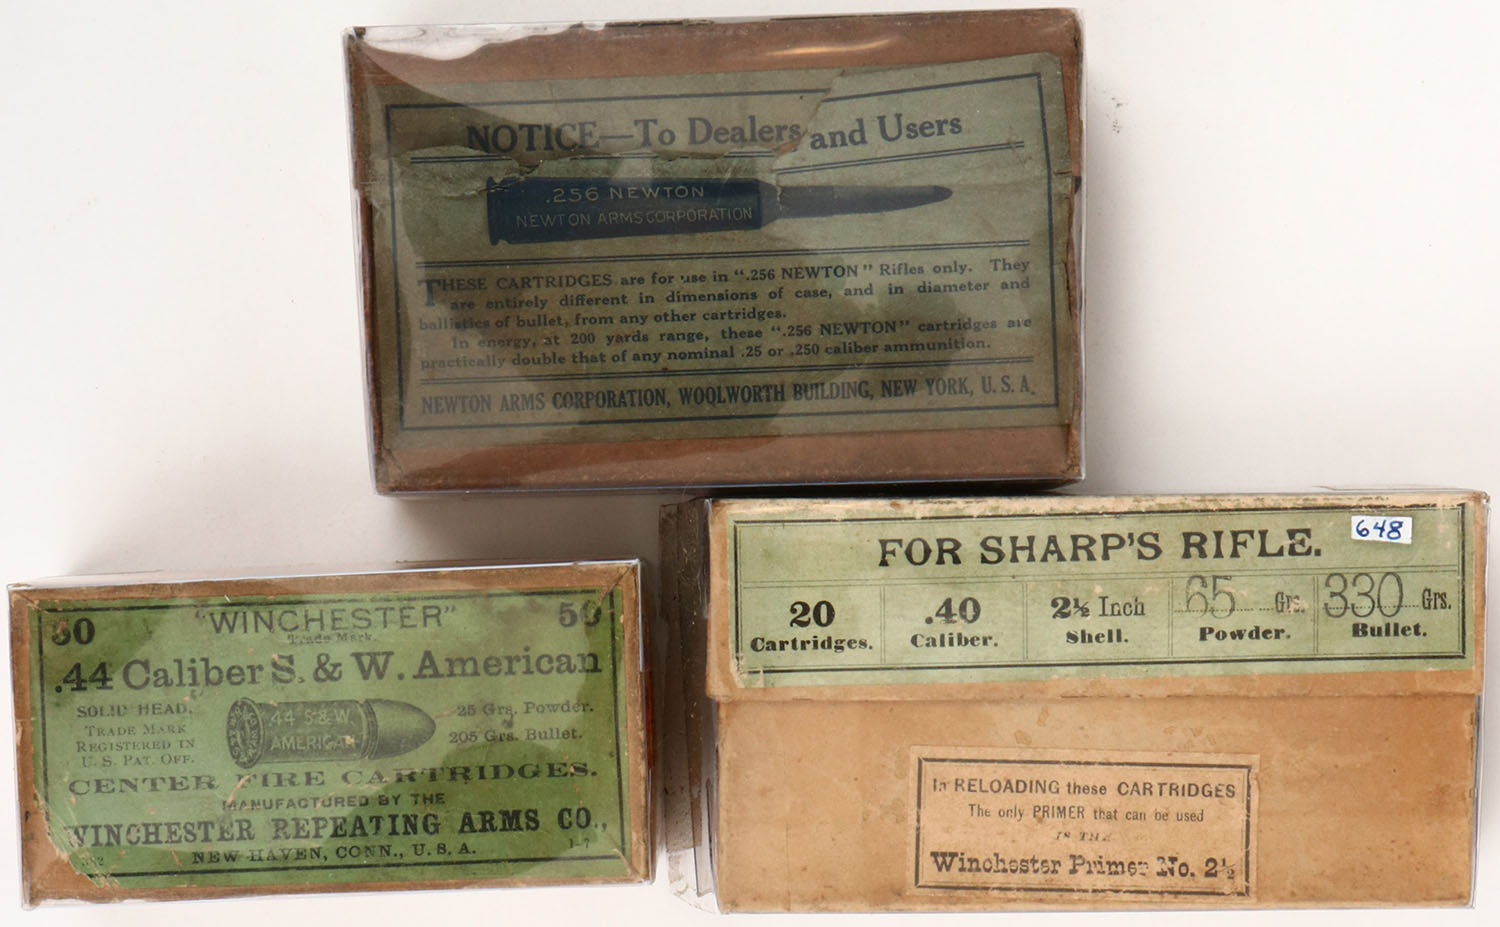 NOTICE—To Dealers and Users
.256 NEWTON
NEWTON ARMS CORPORATION
THESE CARTRIDGES are for use in ".256 NEWTON" Rifles only. They
are entirely different in dimensions of case, and in diameter and
ballistics of bullet, from any other cartridges.
In energy, at 200 yards range, these ".256 NEWTON" cartridges are
practically double that of any nominal .25 or .250 caliber ammunition.
NEWTON ARMS CORPORATION, WOOLWORTH BUILDING, NEW YORK, U. S. A.
50 "WINCHESTER" 50
Trade Mark.
.44 Caliber S. & W. American
SOLID HEAD.
TRADE MARK
REGISTERED IN
U. S. PAT. OFF.
44 S & W.
AMERICAN
25 Grs. Powder.
205 Grs. Bullet.
CENTER FIRE CARTRIDGES.
MANUFACTURED BY THE
WINCHESTER REPEATING ARMS CO.,
NEW HAVEN, CONN., U. S. A.
1-7
FOR SHARP'S RIFLE.
648
20 Cartridges.
.40 Caliber.
2½ Inch Shell.
65 Grs. Powder.
330 Grs. Bullet.
In RELOADING these CARTRIDGES
The only PRIMER that can be used
IS THE
Winchester Primer No. 2½